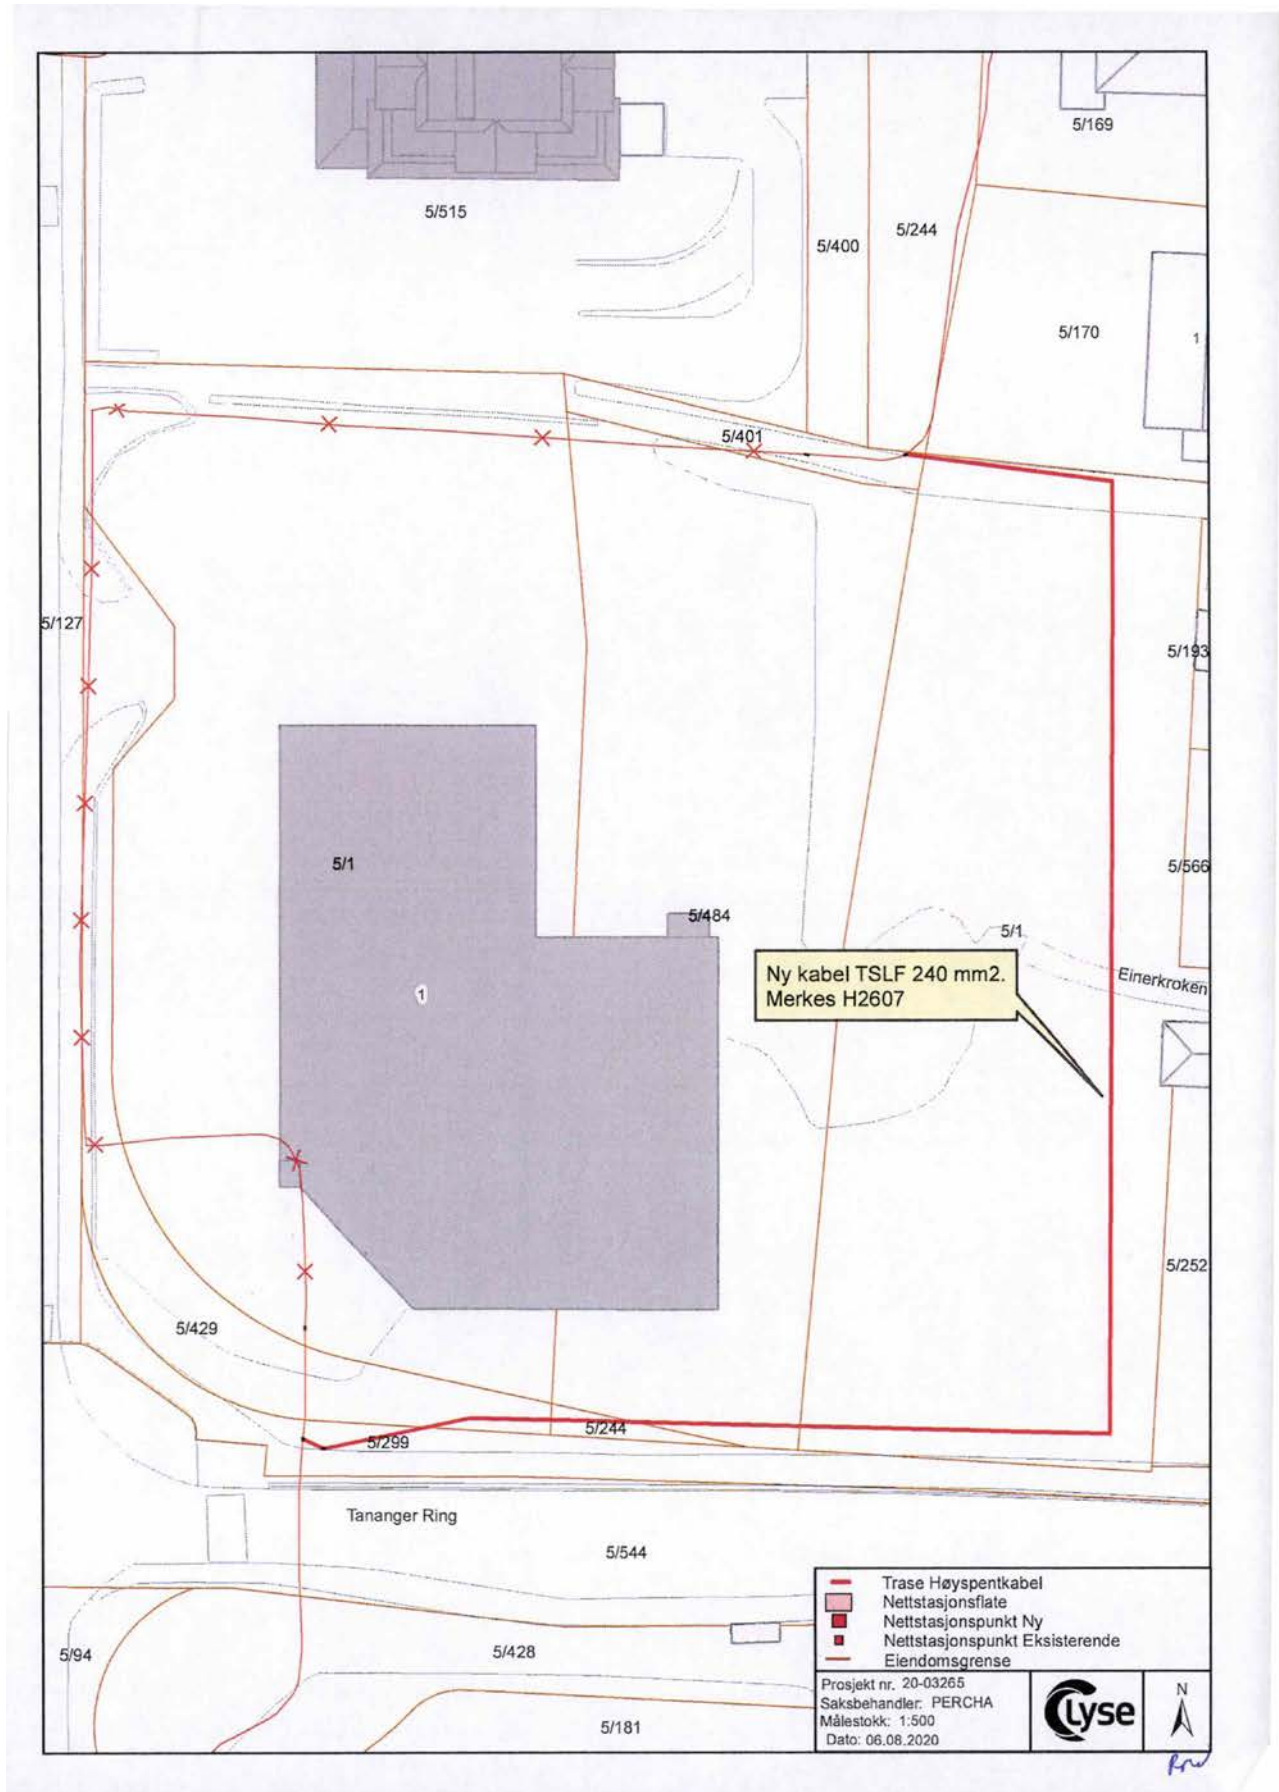 5/169
5/515
5/244
5/400
5/170
1
5/401
5/127
5/193
5/1
5/566
5/484
5/1
Einerkroken
1
Ny kabel TSLF 240 mm2.
Merkes H2607
5/252
5/429
5/244
5/299
Tananger Ring
5/544
Trase Høyspentkabel
Nettstasjonsflate
Nettstasjonspunkt Ny
Nettstasjonspunkt Eksisterende
Eiendomsgrense
5/94
5/428
Prosjekt nr. 20-03265
Saksbehandler: PERCHA
Målestokk: 1:500
Dato: 06.08.2020
Lyse
N
5/181